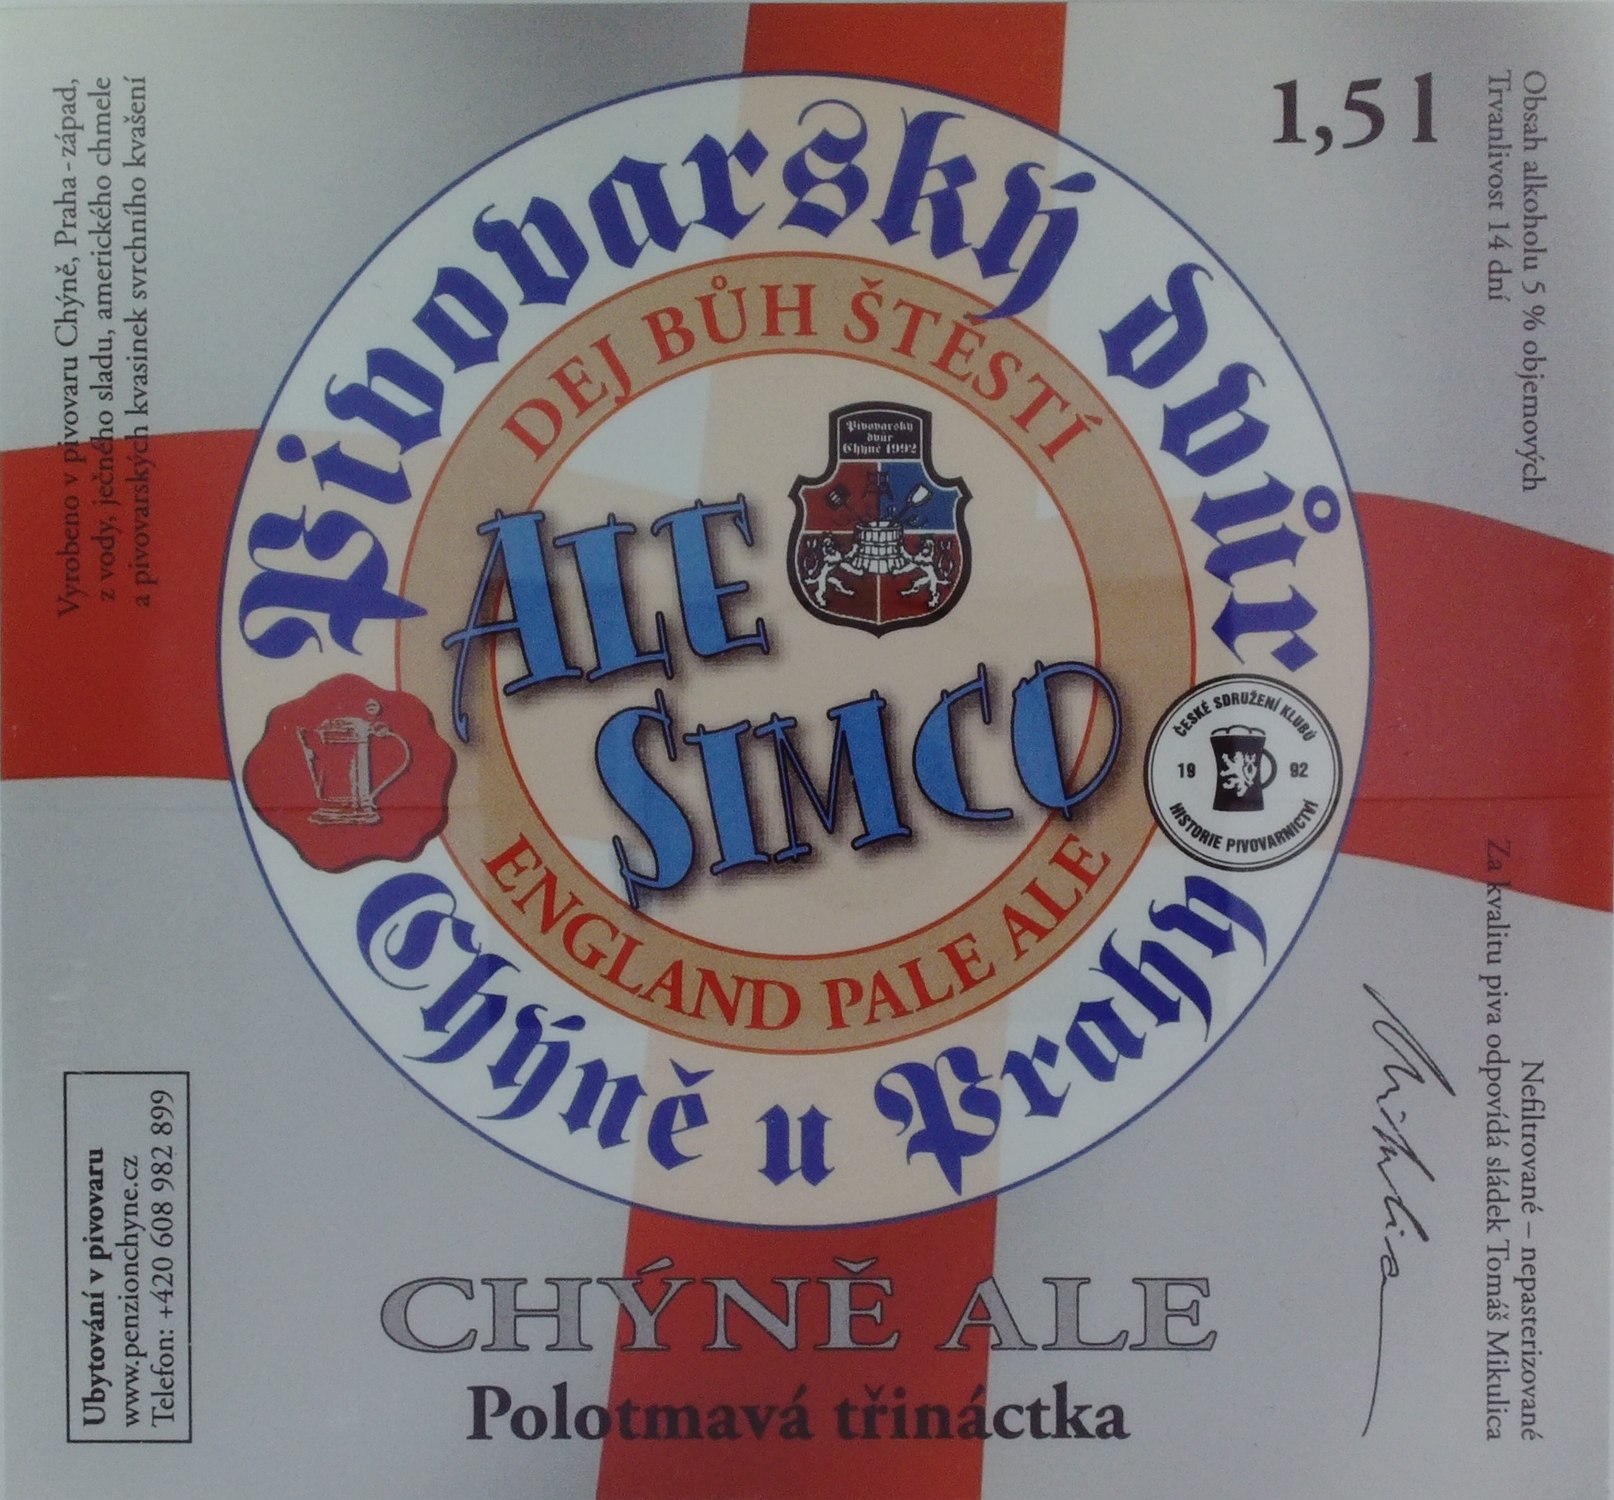 Vyrobeno v pivovaru Chýně, Praha - západ,
z vody, ječného sladu, amerického chmele
a pivovarských kvasinek svrchního kvašení
1,5 l
Obsah alkoholu 5 % objemových
Trvanlivost 14 dní
Pivovarský dvůr
DEJ BŮH ŠTĚSTÍ
Pivovarský
dvůr
Chýně 1992
ALE
SIMCO
ČESKÉ SDRUŽENÍ KLUBŮ
19 92
HISTORIE PIVOVARNICTVÍ
ENGLAND PALE ALE
Chýně u Prahy
Nefiltrované – nepasterizované
Za kvalitu piva odpovídá sládek Tomáš Mikulica
Mikulica
Ubytování v pivovaru
www.penzionchyne.cz
Telefon: +420 608 982 899
CHÝNĚ ALE
Polotmavá třináctka